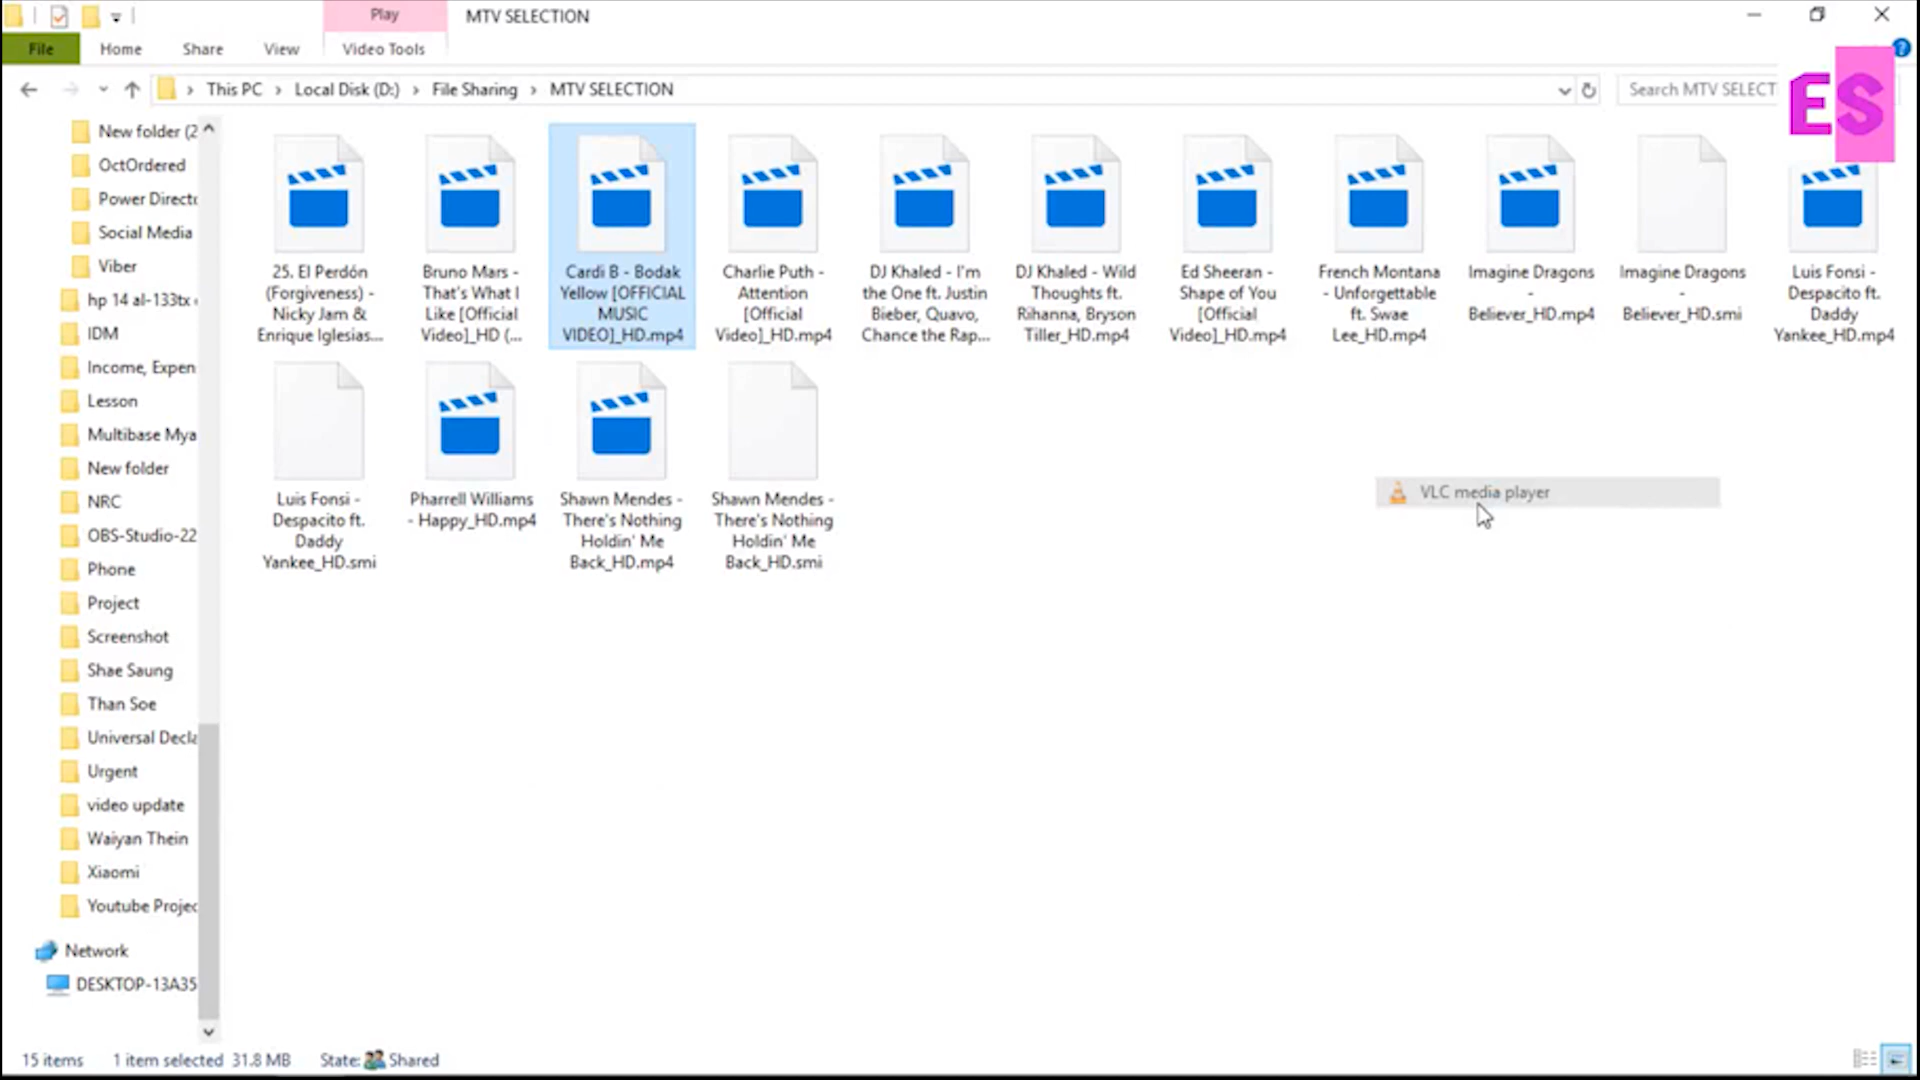 Play
MTV SELECTION
File
Home
Share
View
Video Tools
This PC
Local Disk (D:)
File Sharing
MTV SELECTION
Search MTV SELECT
ES
New folder (2
OctOrdered
Power Directo
Social Media
Viber
hp 14 al-133tx
IDM
Income, Expen
Lesson
Multibase Mya
New folder
NRC
OBS-Studio-22
Phone
Project
Screenshot
Shae Saung
Than Soe
Universal Decla
Urgent
video update
Waiyan Thein
Xiaomi
Youtube Projec
Network
DESKTOP-13A35
25. El Perdón
(Forgiveness) -
Nicky Jam &
Enrique Iglesias...
Bruno Mars -
That's What I
Like [Official
Video]_HD (...
Cardi B - Bodak
Yellow [OFFICIAL
MUSIC
VIDEO]_HD.mp4
Charlie Puth -
Attention
[Official
Video]_HD.mp4
DJ Khaled - I'm
the One ft. Justin
Bieber, Quavo,
Chance the Rap...
DJ Khaled - Wild
Thoughts ft.
Rihanna, Bryson
Tiller_HD.mp4
Ed Sheeran -
Shape of You
[Official
Video]_HD.mp4
French Montana
- Unforgettable
ft. Swae
Lee_HD.mp4
Imagine Dragons
-
Believer_HD.mp4
Imagine Dragons
-
Believer_HD.smi
Luis Fonsi -
Despacito ft.
Daddy
Yankee_HD.mp4
Luis Fonsi -
Despacito ft.
Daddy
Yankee_HD.smi
Pharrell Williams
- Happy_HD.mp4
Shawn Mendes -
There's Nothing
Holdin' Me
Back_HD.mp4
Shawn Mendes -
There's Nothing
Holdin' Me
Back_HD.smi
VLC media player
15 items
1 item selected 31.8 MB
State: Shared